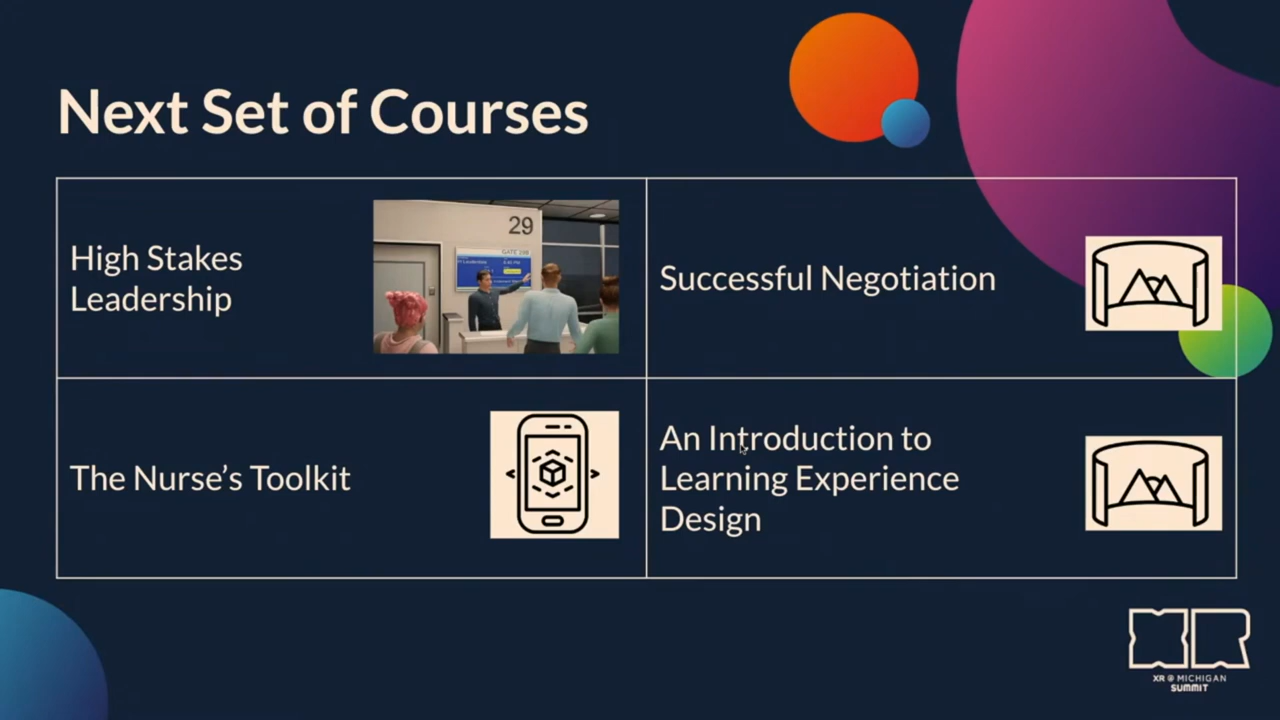 Next Set of Courses
High Stakes
Leadership
29
Successful Negotiation
The Nurse's Toolkit
An Introduction to
Learning Experience
Design
XR
XR @ MICHIGAN
SUMMIT